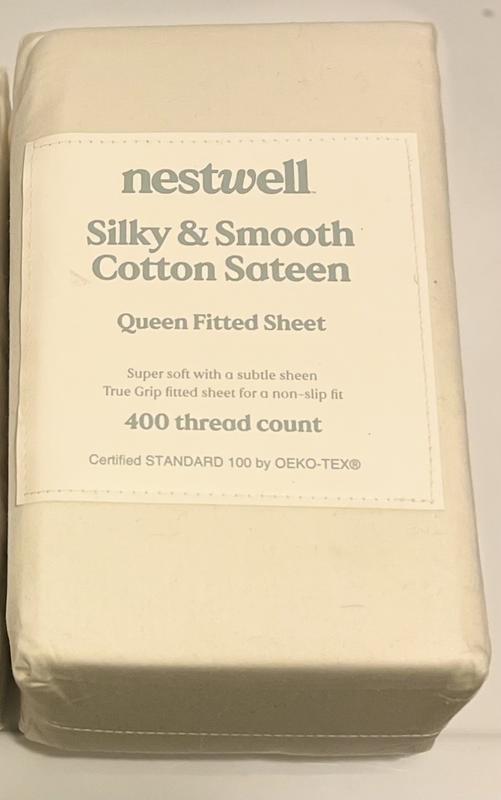 nestwell™
Silky & Smooth
Cotton Sateen
Queen Fitted Sheet
Super soft with a subtle sheen
True Grip fitted sheet for a non-slip fit
400 thread count
Certified STANDARD 100 by OEKO-TEX®